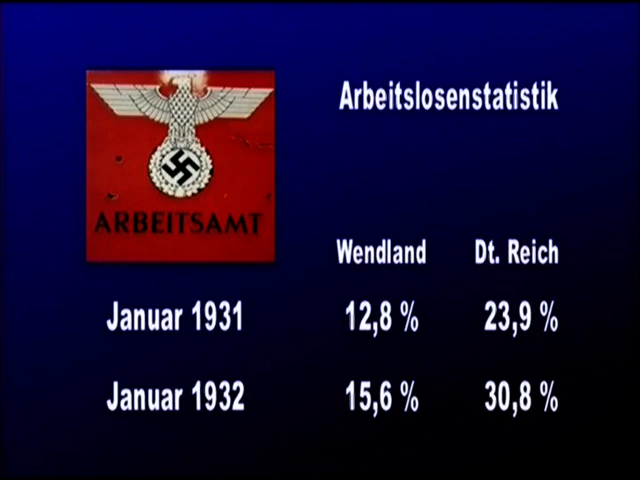 Arbeitslosenstatistik
ARBEITSAMT
Wendland Dt. Reich
Januar 1931 12,8 % 23,9 %
Januar 1932 15,6 % 30,8 %